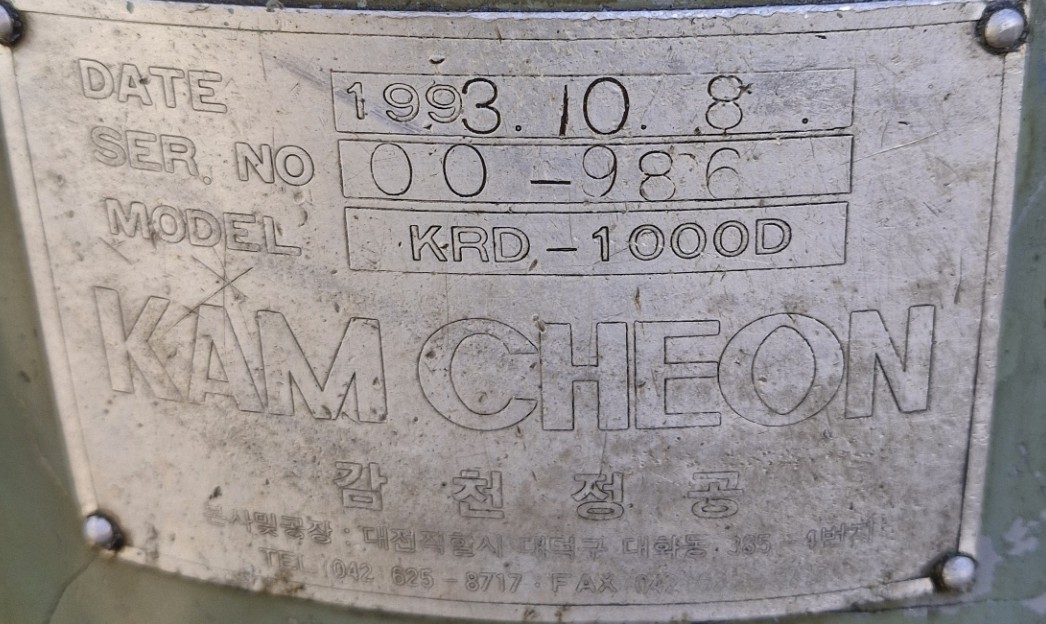 DATE 1993.10.8.
SER. NO 00-986
MODEL KRD-1000D
KAM CHEON
감 천 정 공
본사및공장·대전직할시 대덕구 대화동
TEL (042) 625-8717·FAX